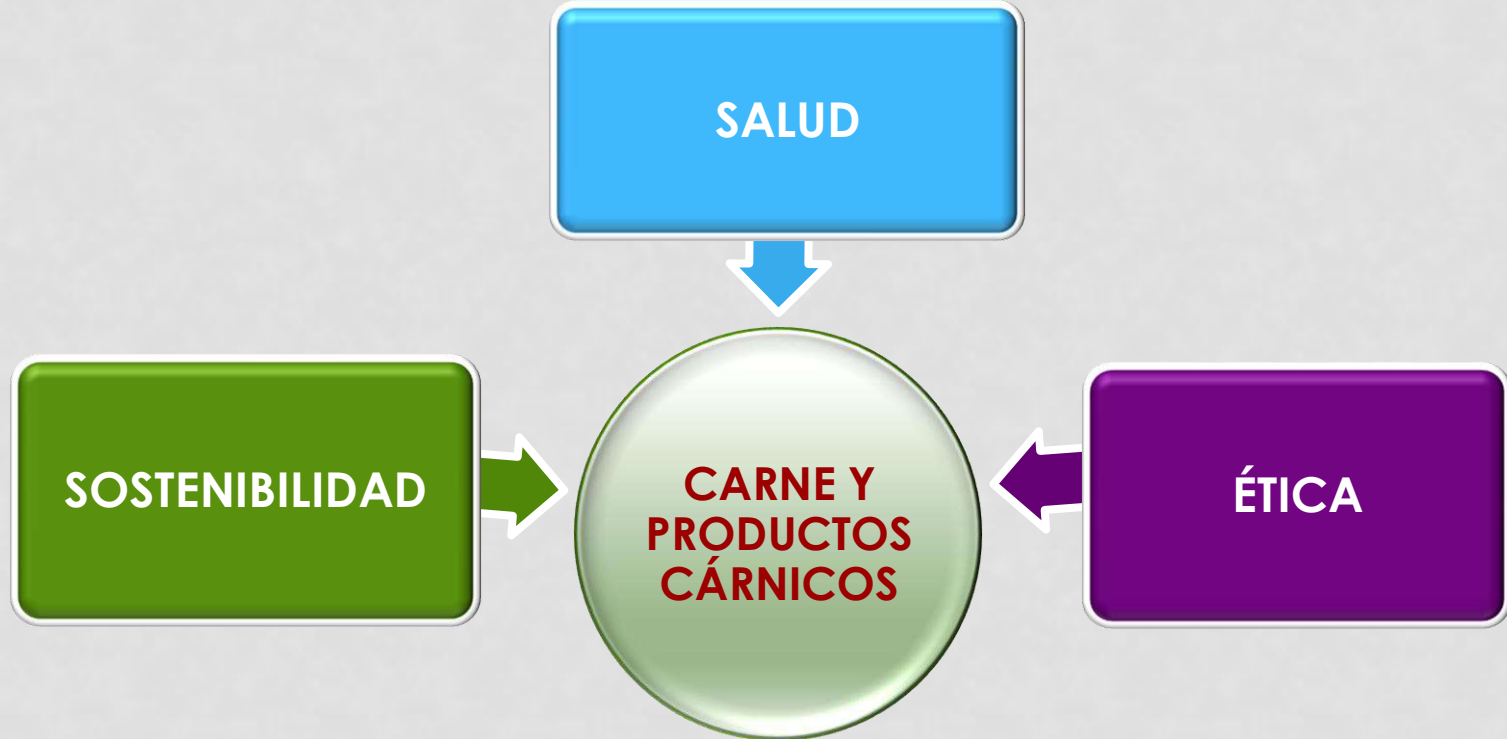 SALUD
SOSTENIBILIDAD
CARNE Y
PRODUCTOS
CÁRNICOS
ÉTICA